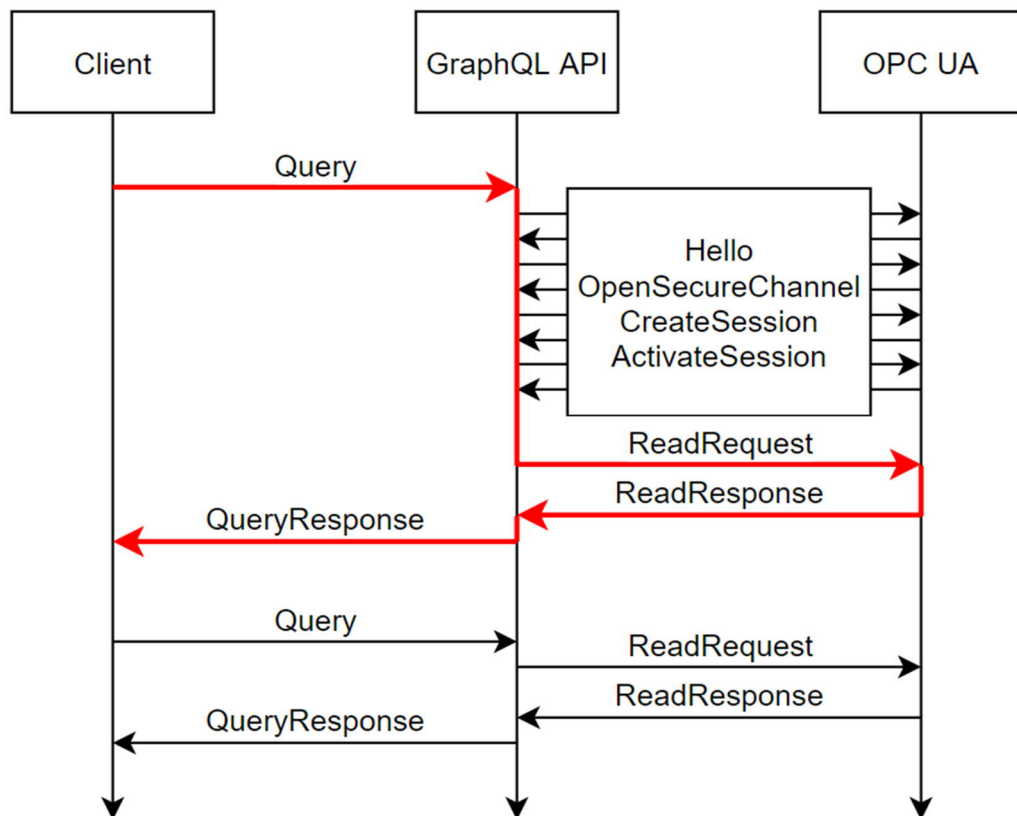 Client
GraphQL API
OPC UA
Query
Hello
OpenSecureChannel
CreateSession
ActivateSession
ReadRequest
ReadResponse
QueryResponse
Query
ReadRequest
ReadResponse
QueryResponse